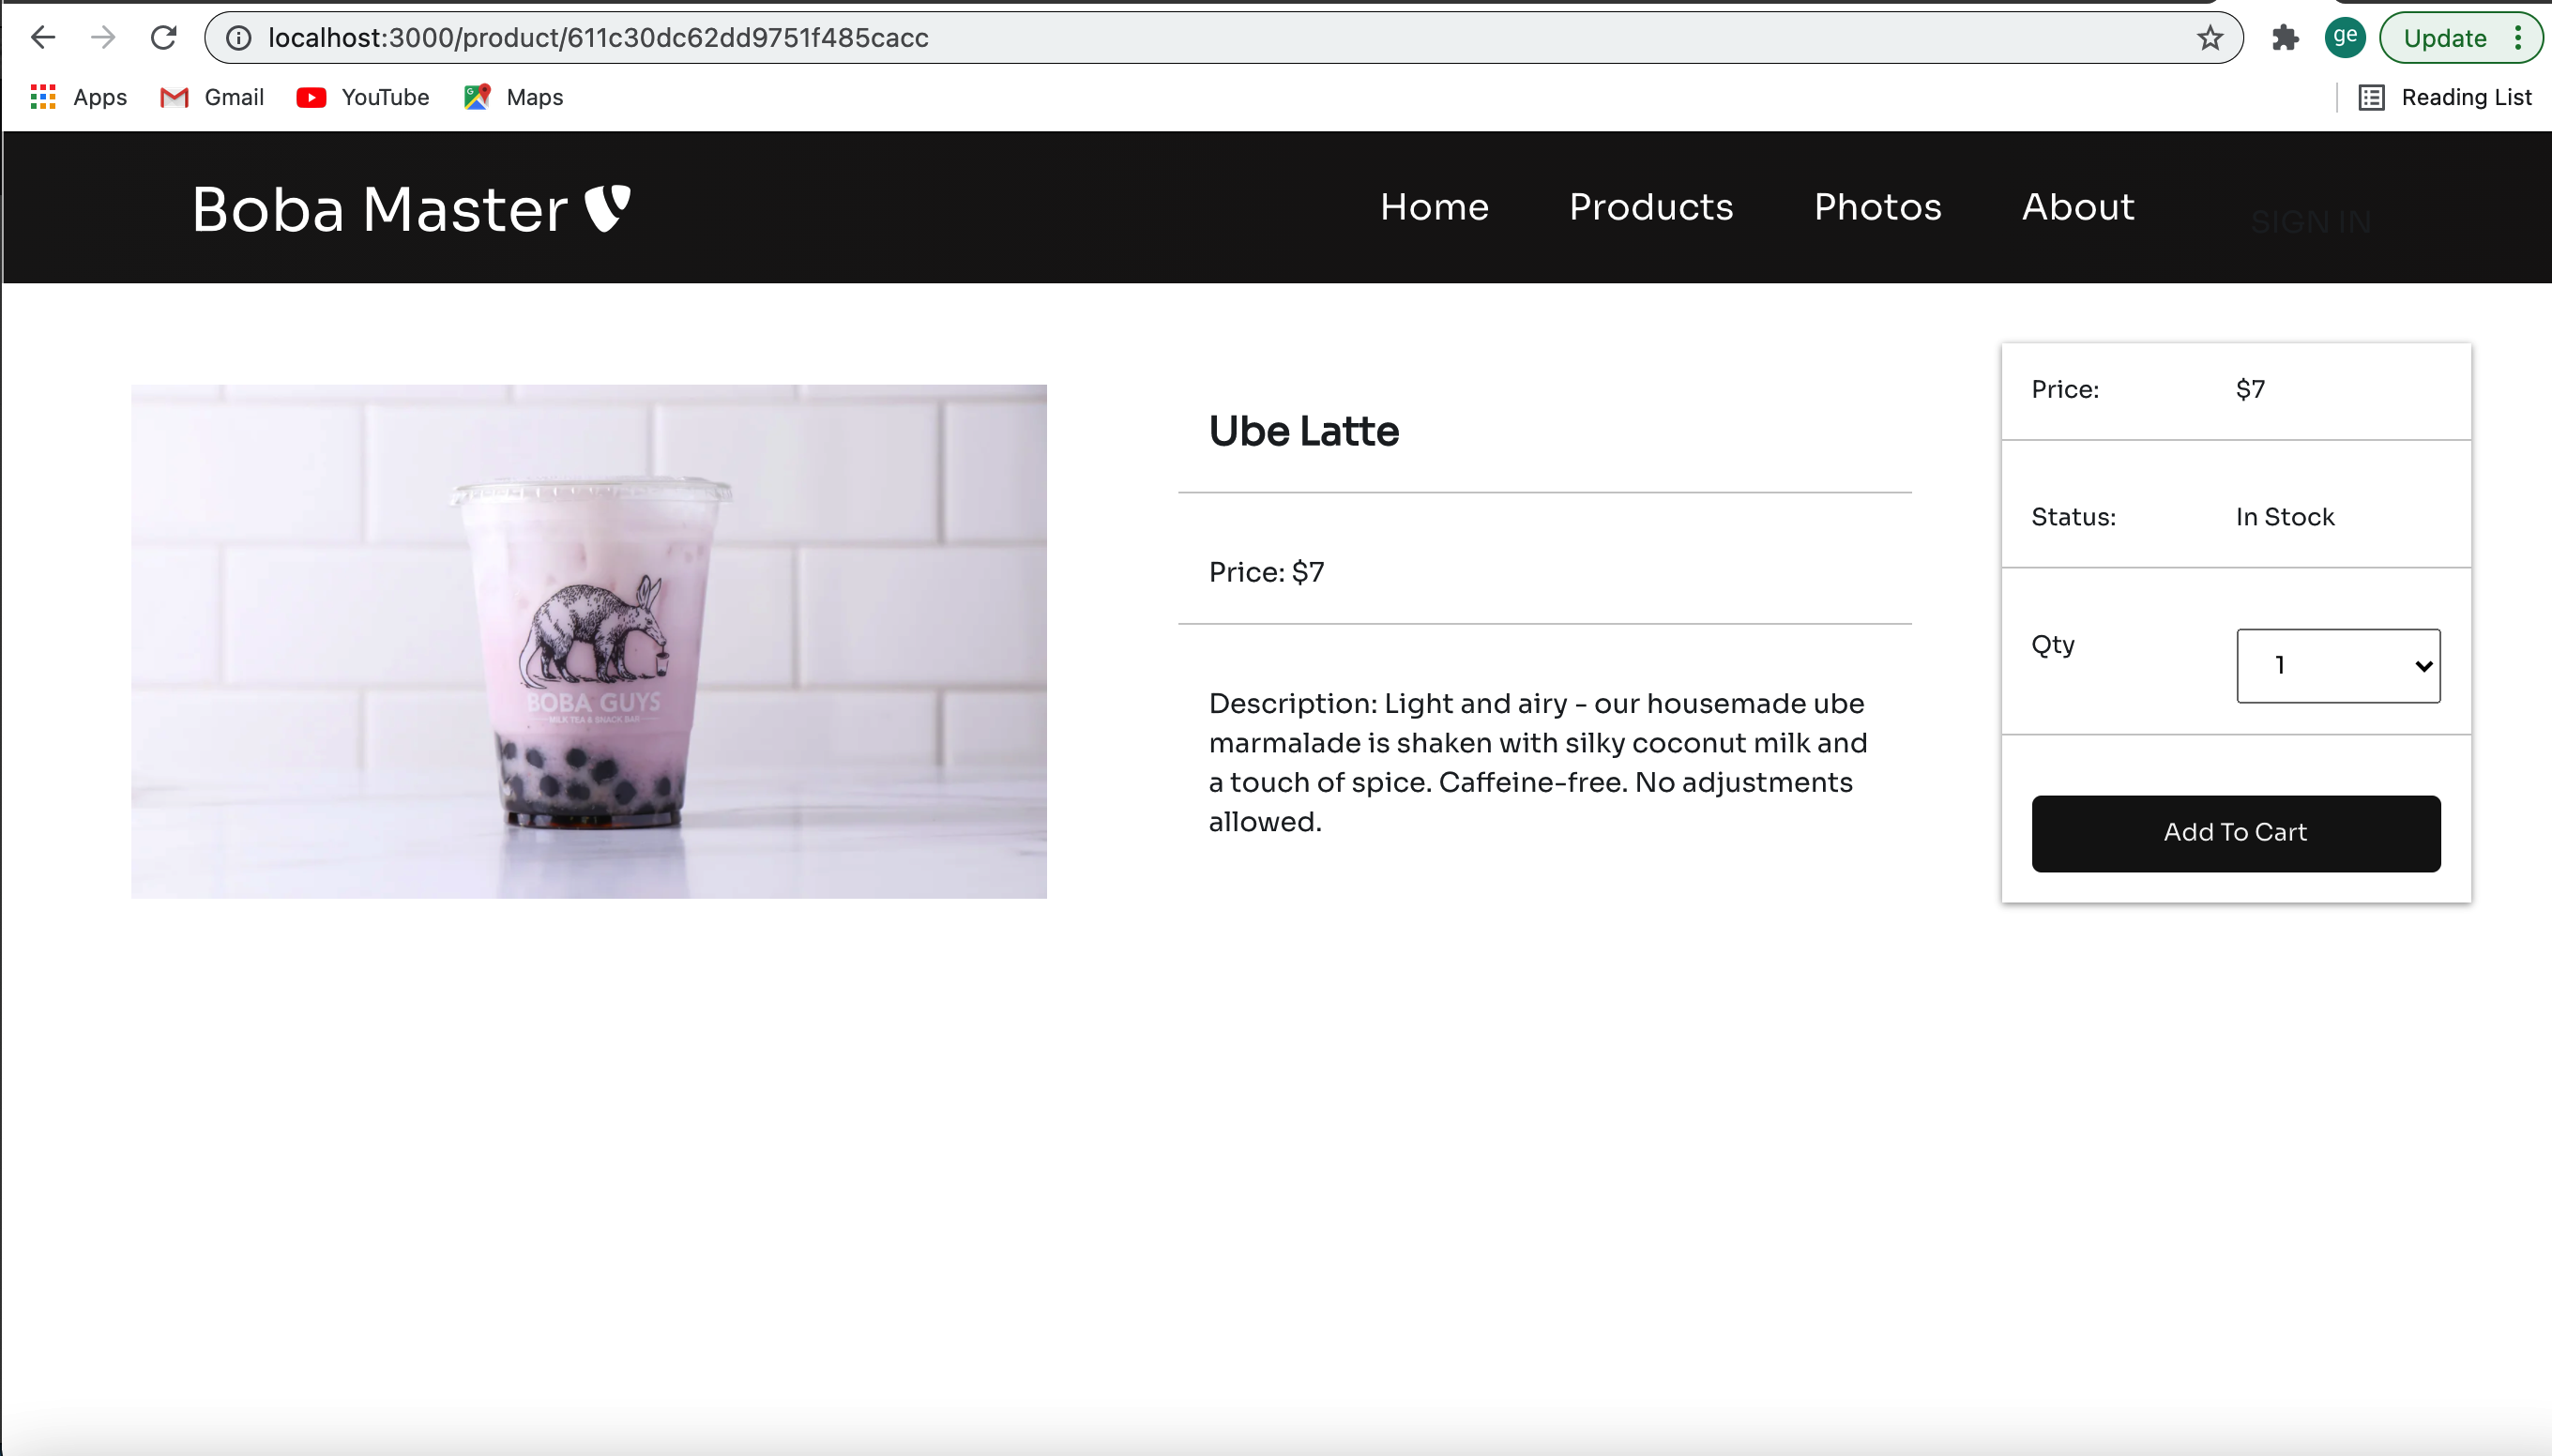 localhost:3000/product/611c30dc62dd9751f485cacc
ge
Update
Apps
Gmail
YouTube
Maps
Reading List
Boba Master
Home
Products
Photos
About
SIGN IN
BOBA GUYS
MILK TEA & SNACK BAR
Ube Latte
Price: $7
Description: Light and airy - our housemade ube
marmalade is shaken with silky coconut milk and
a touch of spice. Caffeine-free. No adjustments
allowed.
Price: $7
Status: In Stock
Qty 1
Add To Cart